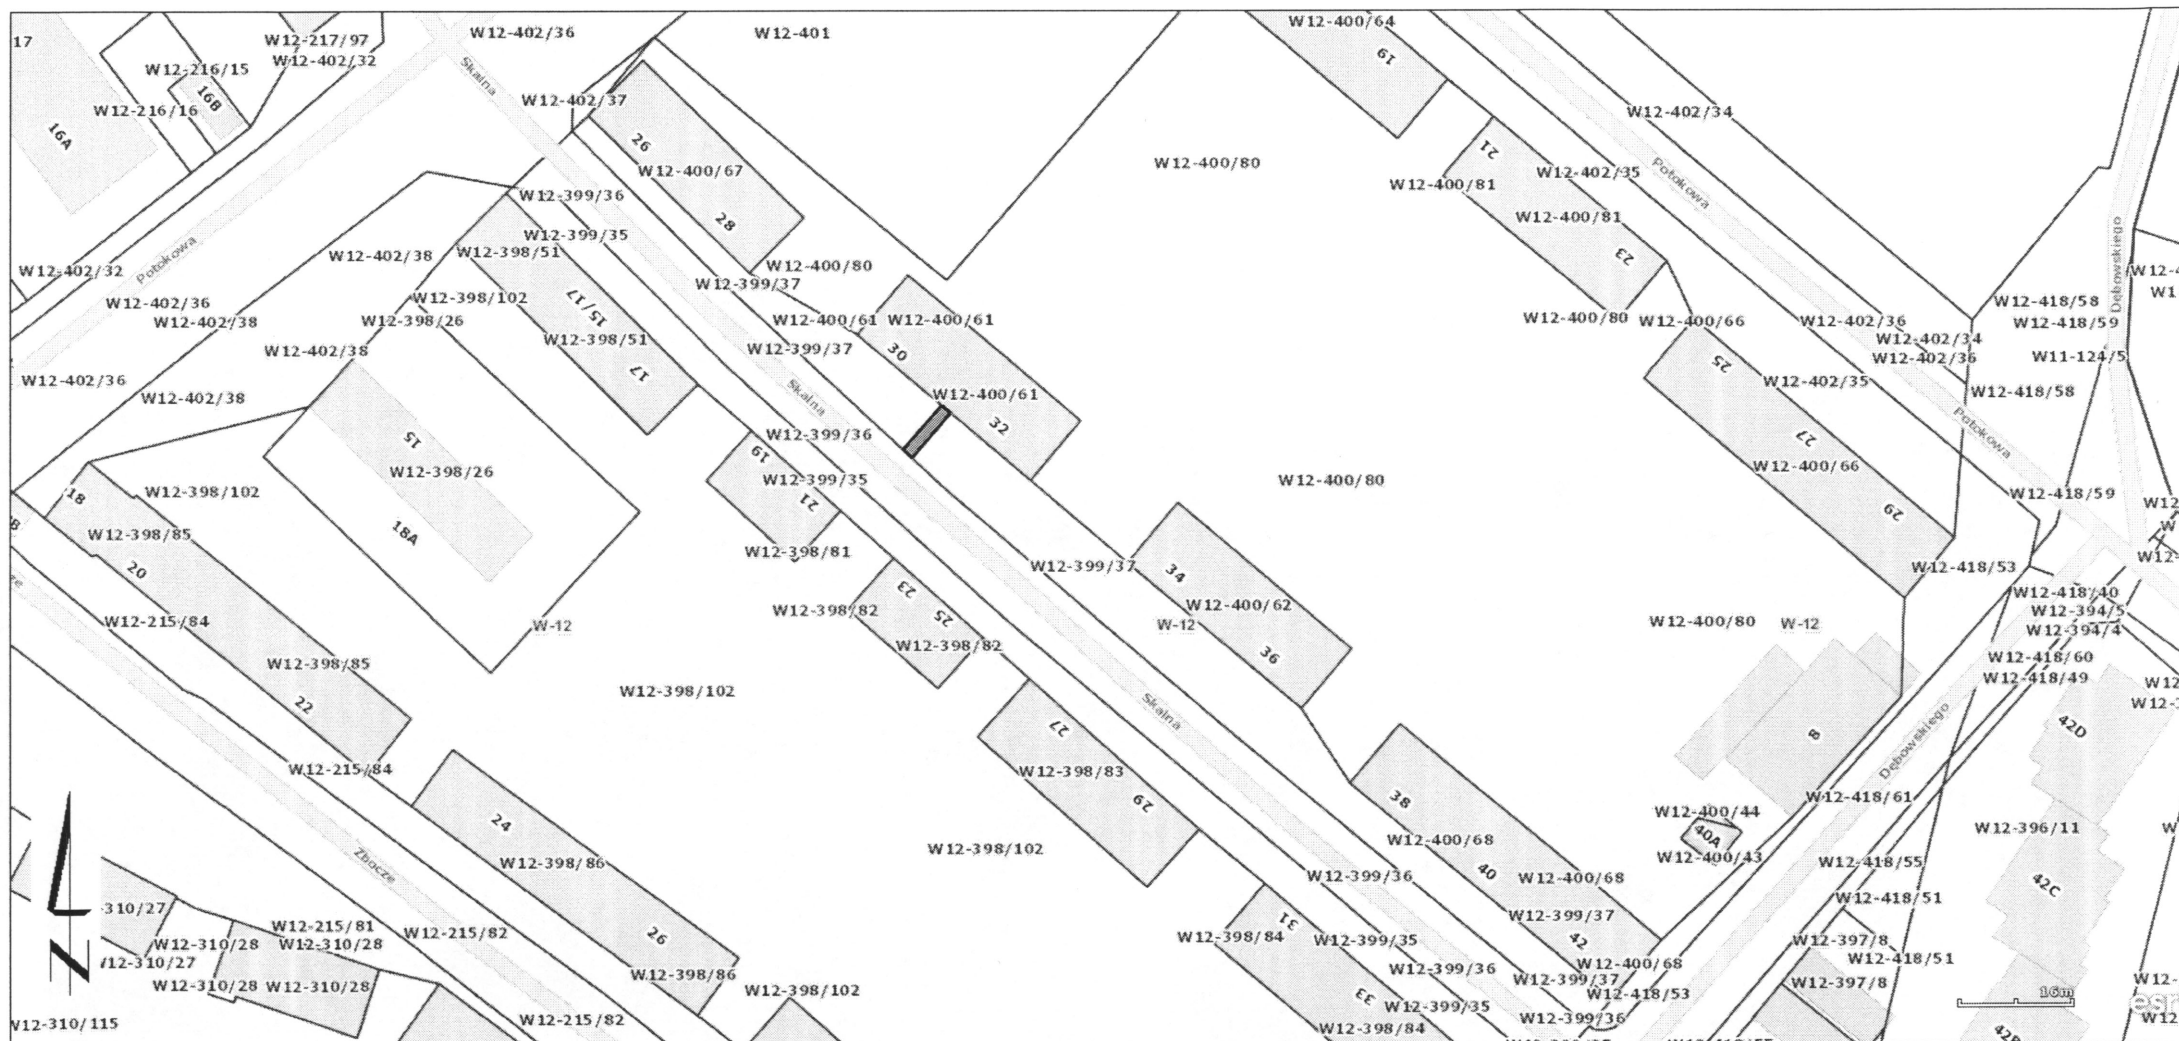 W12-400/64
17
W12-217/97
W12-402/36
W12-401
W12-402/32
19
W12-216/15
Skalna
16B
W12-402/37
W12-216/16
W12-402/34
16A
26
21
W12-400/67
W12-400/80
W12-402/35
Potokowa
W12-400/81
W12-399/36
28
W12-400/81
W12-399/35
Potokowa
W12-402/38
W12-398/51
23
Dębowskiego
W12-402/32
W12-400/80
W12-399/37
W12-402/36
W12-398/102
15/17
W12-418/58
W12-402/38
W12-398/26
W12-400/61
W12-400/61
W12-400/80
W12-400/66
W12-402/36
W12-418/59
W12-398/51
W12-402/38
W12-399/37
30
W12-402/34
W12-402/36
W11-124/5
25
W12-402/36
17
W12-402/35
W12-418/58
W12-402/38
Skalna
W12-400/61
32
Potokowa
W12-399/36
15
27
19
W12-398/26
W12-399/35
W12-400/80
W12-400/66
W12-418/59
18
W12-398/102
21
29
18A
W12-398/85
W12-398/81
20
W12-399/37
34
W12-418/53
23
W12-398/82
25
W12-400/62
W12-418/40
W12-394/5
W12-215/84
W-12
W-12
W12-400/80
W-12
W12-394/4
W12-398/85
W12-398/82
36
W12-418/60
W12-418/49
W12-398/102
22
Skalna
27
42D
8
Dębowskiego
W12-215/84
W12-398/83
29
38
W12-418/61
24
W12-400/44
W12-400/68
40A
W12-396/11
W12-398/102
W12-400/43
Zbocze
W12-398/86
W12-399/36
40
W12-400/68
W12-418/55
42C
-310/27
W12-418/51
W12-215/81
31
W12-399/37
W12-310/28
W12-310/28
W12-215/82
26
W12-398/84
W12-399/35
42
W12-397/8
W12-310/27
W12-398/86
W12-399/36
W12-400/68
W12-418/51
W12-399/37
W12-310/28
W12-310/28
W12-398/102
33
W12-418/53
W12-397/8
16m
W12-399/35
esri
W12-310/115
W12-215/82
W12-399/36
W12-398/84
N